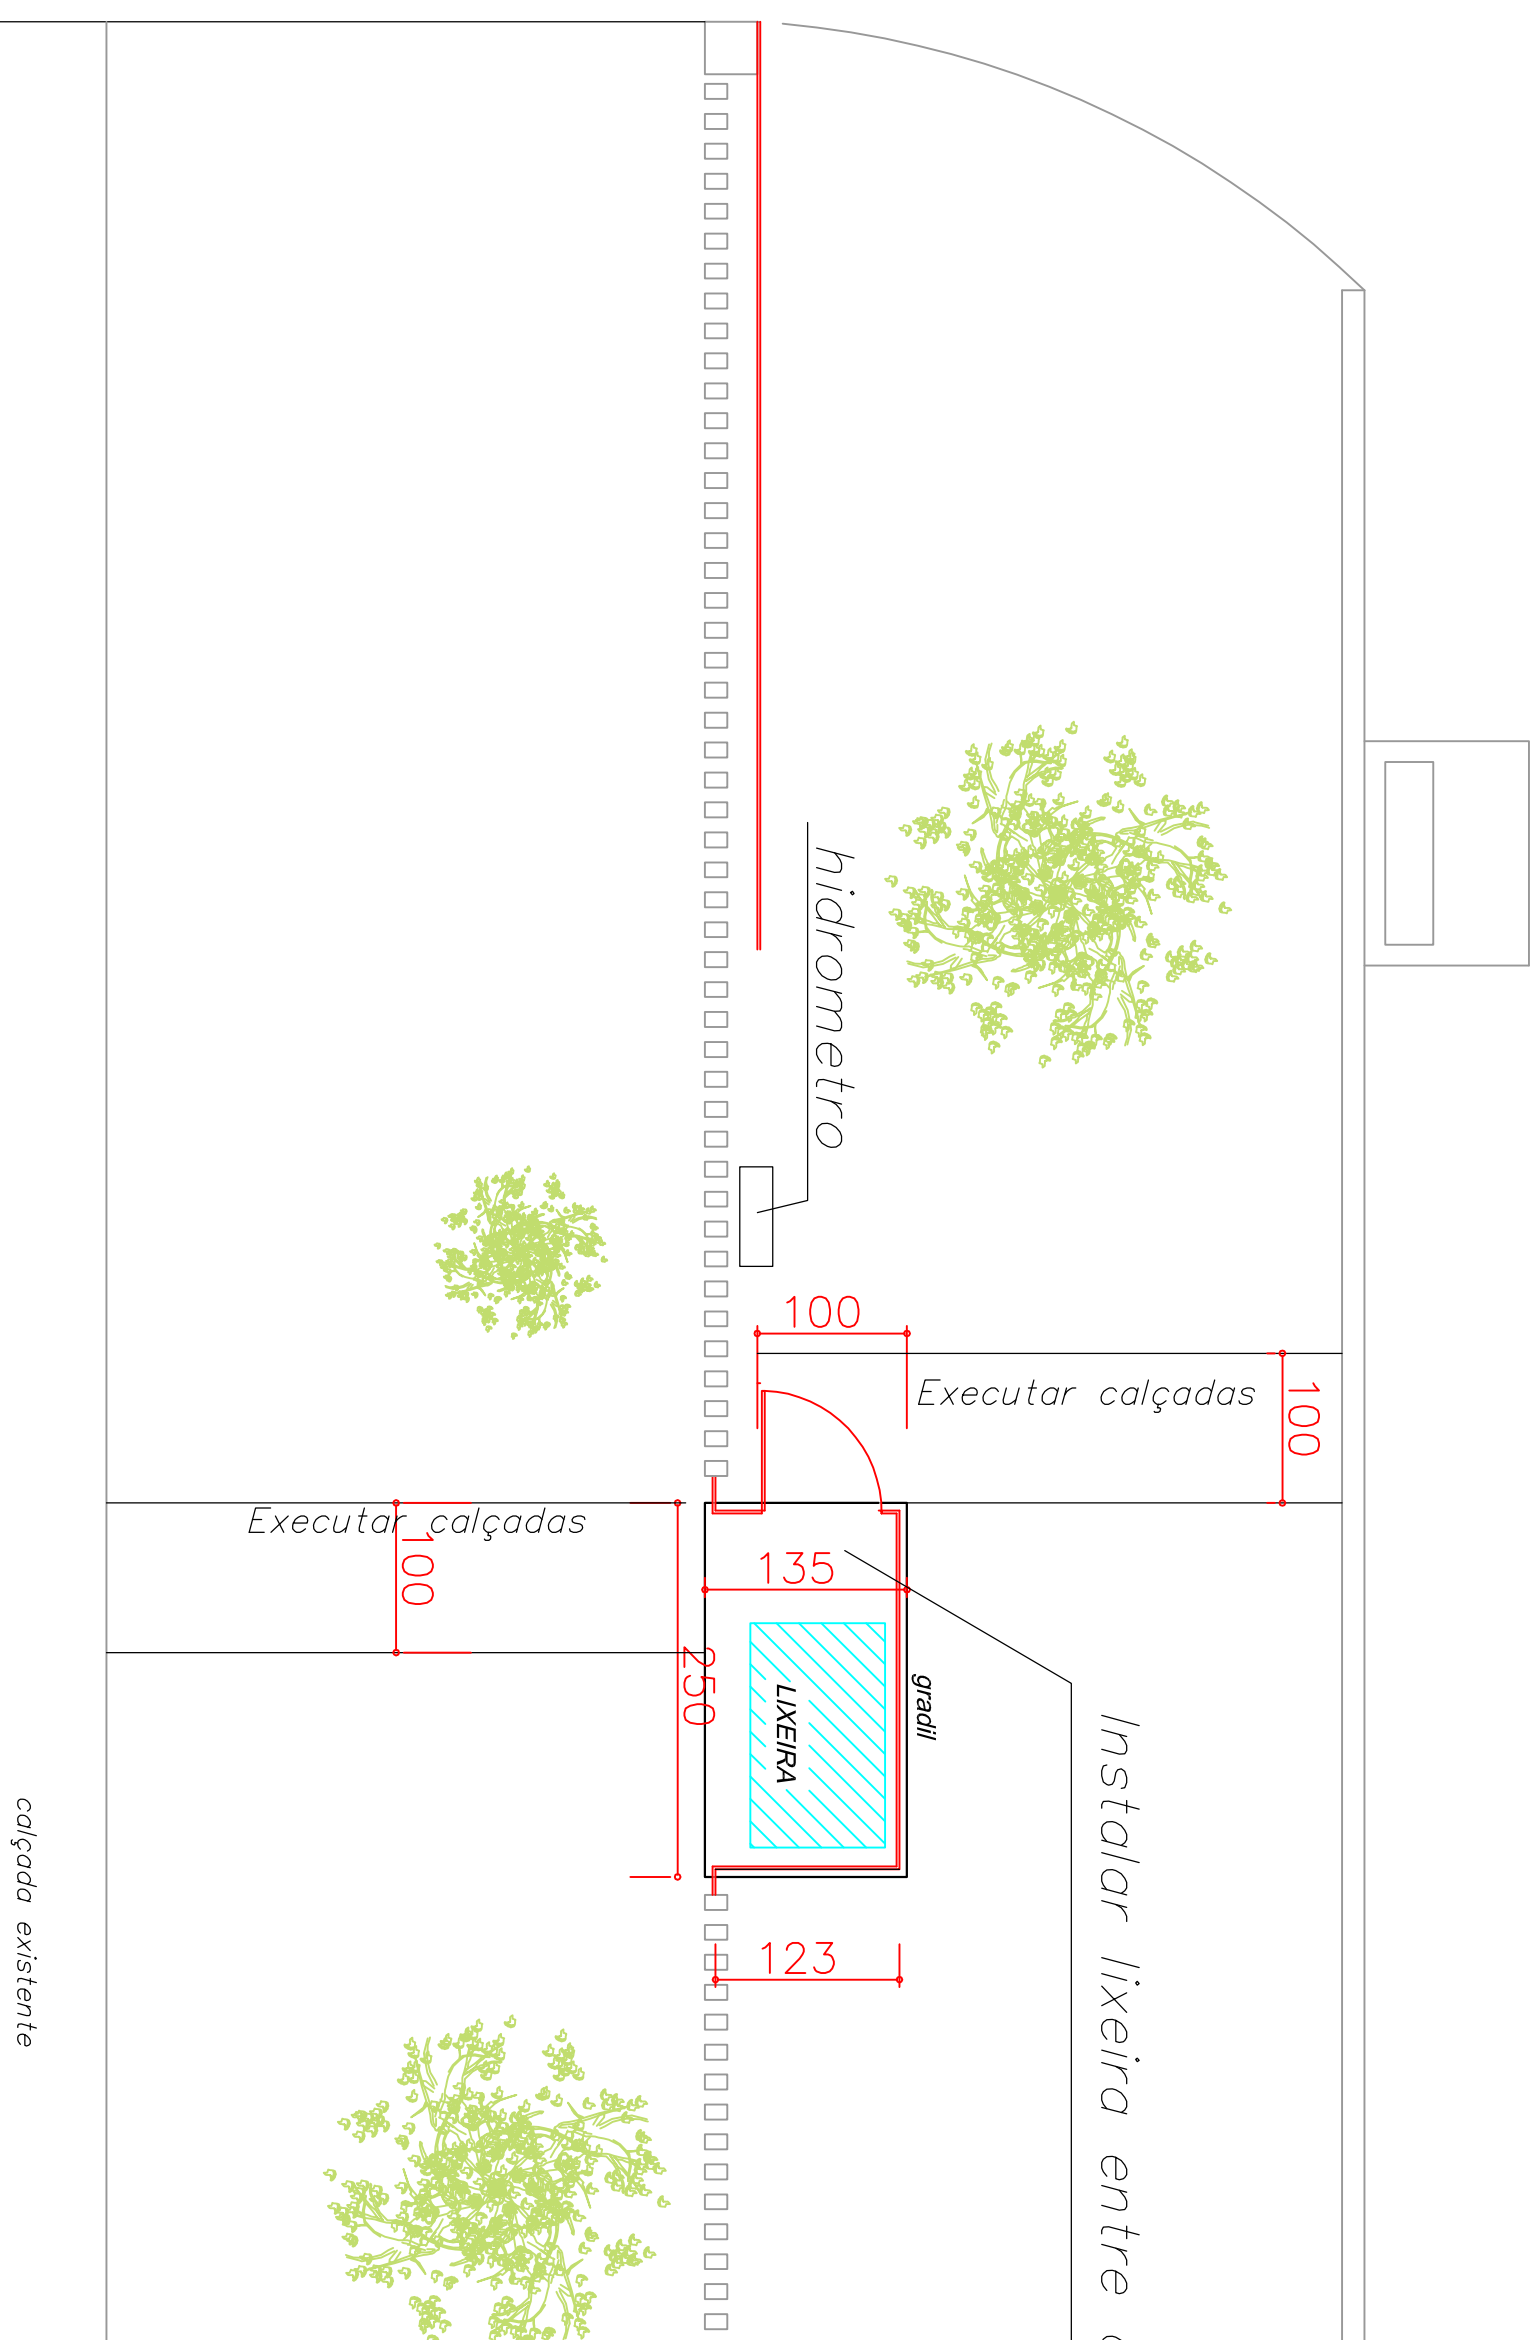 hidrometro
100
Executar calçadas
100
Executar calçadas
100
135
250
LIXEIRA
gradil
Instalar lixeira entre
calçada existente
123